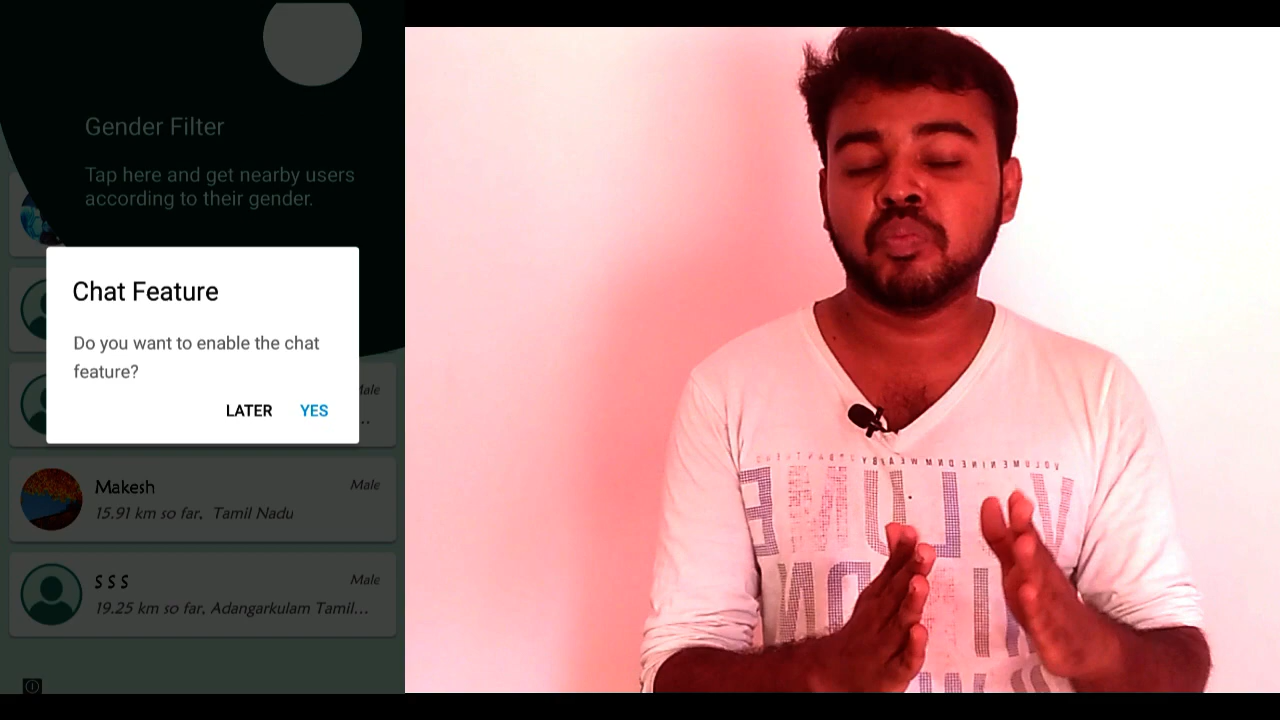 Gender Filter
Tap here and get nearby users
according to their gender.
Chat Feature
Do you want to enable the chat
feature?
LATER YES
Makesh
Male
15.91 km so far, Tamil Nadu
S S S
Male
19.25 km so far, Adangarkulam Tamil...
VOLUME